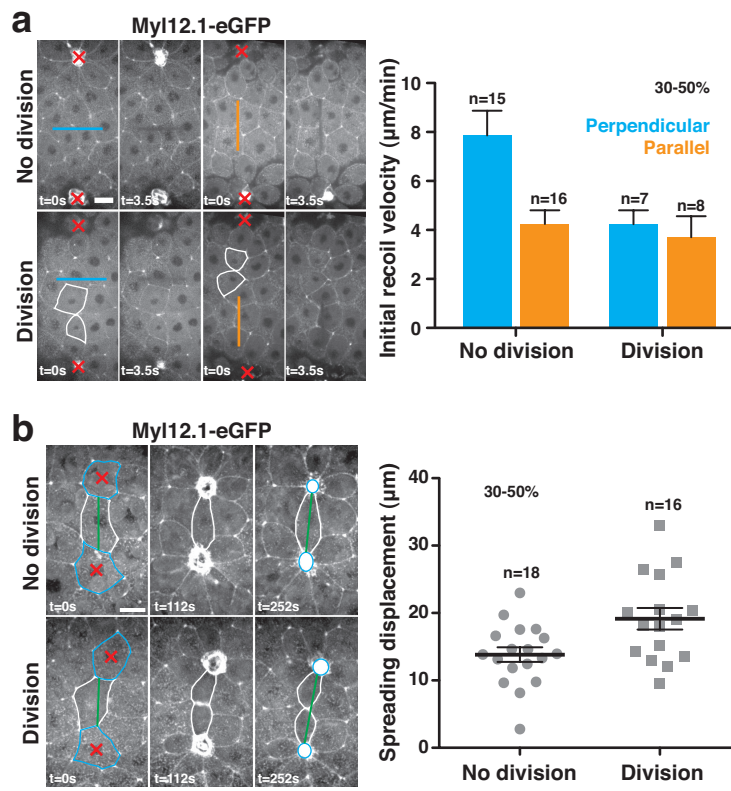 a
Myl12.1-eGFP
No division
t=0s
t=3.5s
t=0s
t=3.5s
Division
t=0s
t=3.5s
t=0s
t=3.5s
Initial recoil velocity (µm/min)
10
8
6
4
2
0
30-50%
Perpendicular
Parallel
n=15
n=16
n=7
n=8
No division
Division
b
Myl12.1-eGFP
No division
t=0s
t=112s
t=252s
Division
t=0s
t=112s
t=252s
Spreading displacement (µm)
40
30
20
10
0
30-50%
n=18
n=16
No division
Division